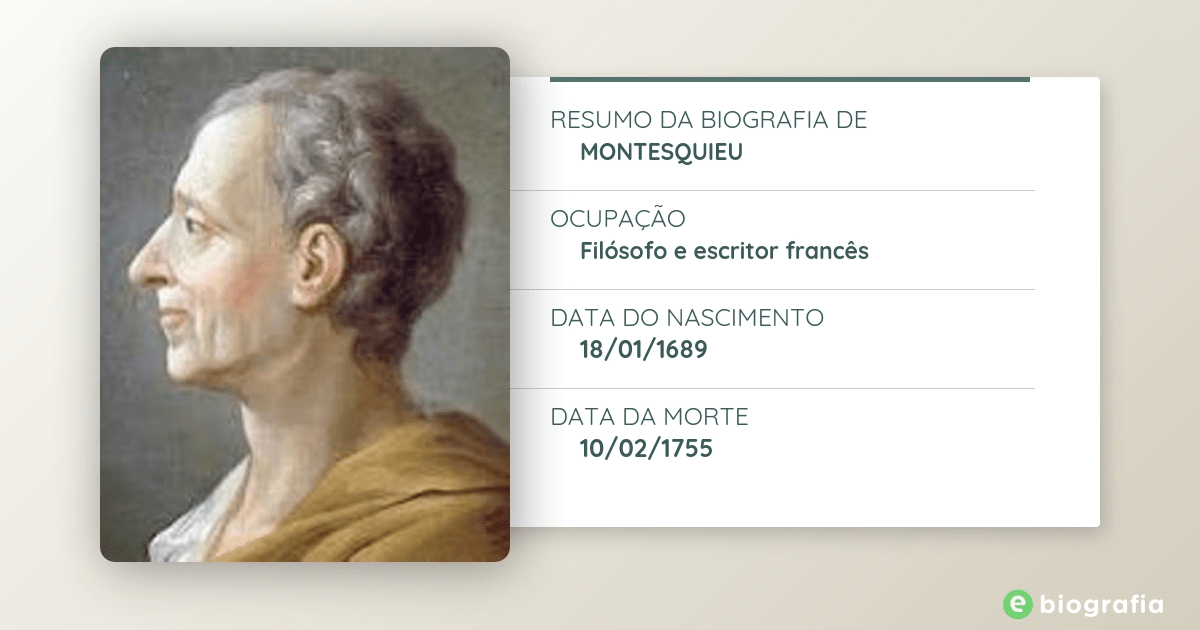 RESUMO DA BIOGRAFIA DE
MONTESQUIEU
OCUPAÇÃO
Filósofo e escritor francês
DATA DO NASCIMENTO
18/01/1689
DATA DA MORTE
10/02/1755
e biografia